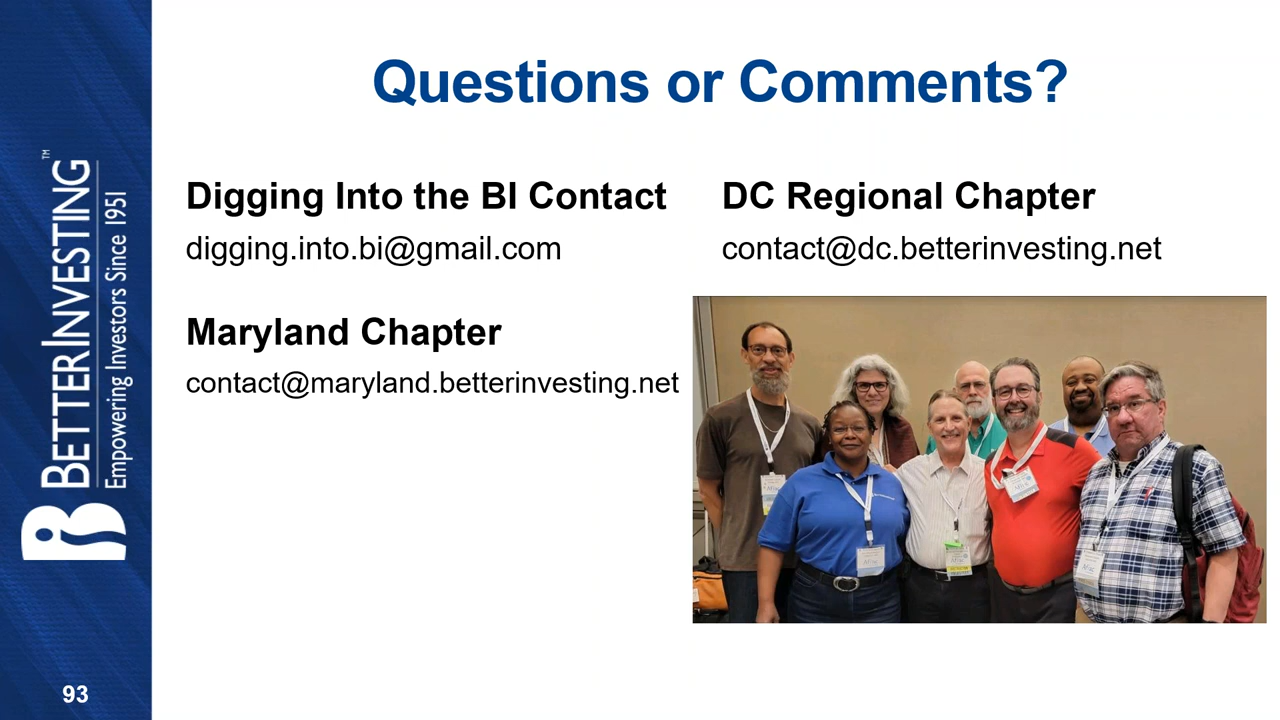 Questions or Comments?
Digging Into the BI Contact
digging.into.bi@gmail.com
DC Regional Chapter
contact@dc.betterinvesting.net
Maryland Chapter
contact@maryland.betterinvesting.net
BETTERINVESTING™
Empowering Investors Since 1951
93